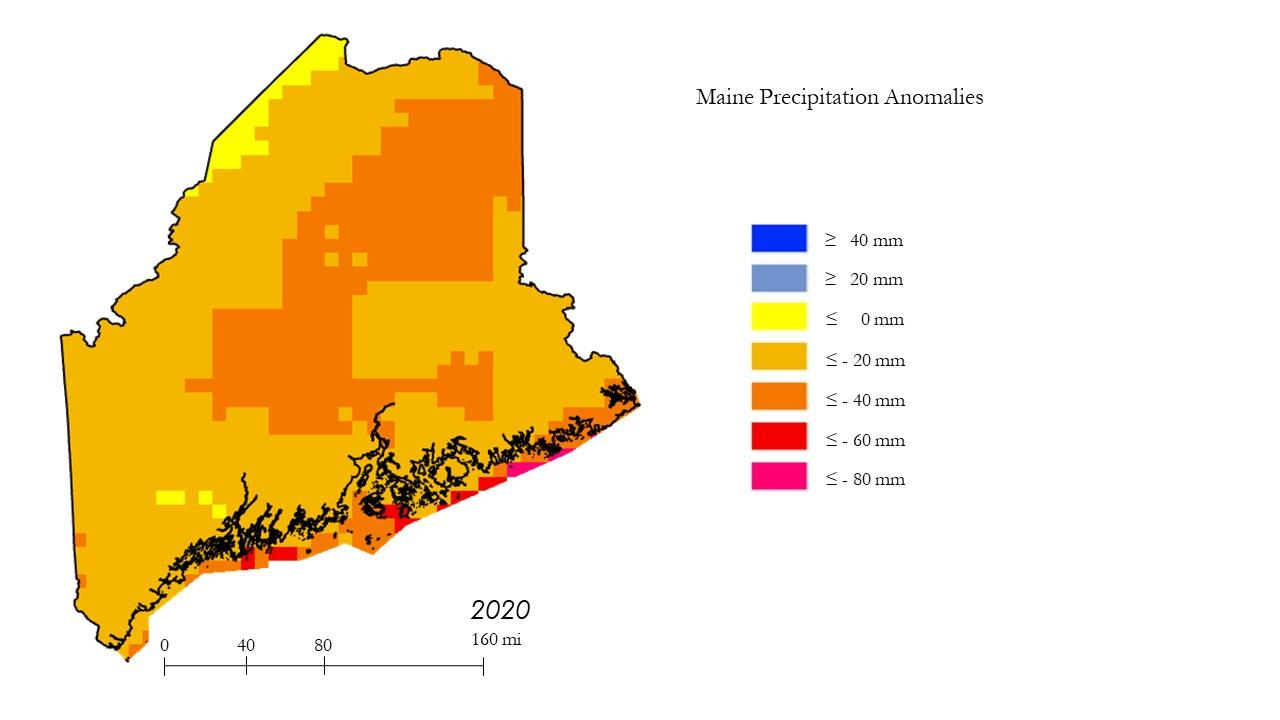 Maine Precipitation Anomalies
≥ 40 mm
≥ 20 mm
≤ 0 mm
≤ - 20 mm
≤ - 40 mm
≤ - 60 mm
≤ - 80 mm
2020
0 40 80 160 mi